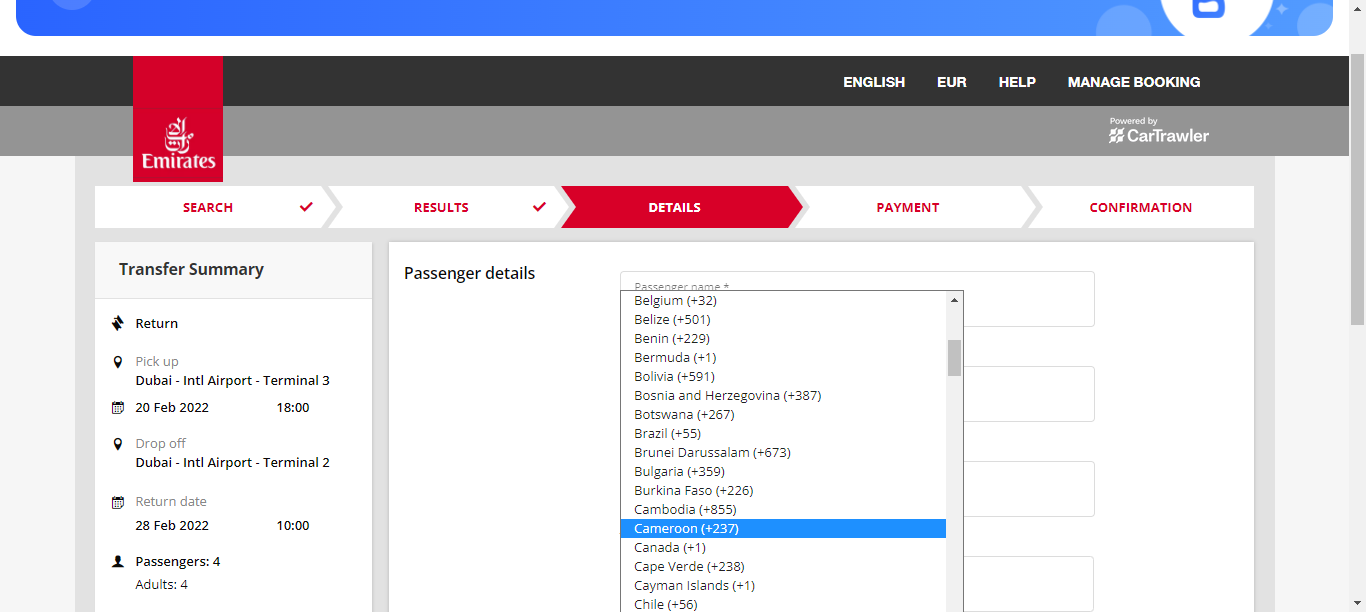 ENGLISH EUR HELP MANAGE BOOKING
Powered by
CarTrawler
Emirates
SEARCH RESULTS DETAILS PAYMENT CONFIRMATION
Transfer Summary
Return
Pick up
Dubai - Intl Airport - Terminal 3
20 Feb 2022 18:00
Drop off
Dubai - Intl Airport - Terminal 2
Return date
28 Feb 2022 10:00
Passengers: 4
Adults: 4
Passenger details
Passenger name *
Belgium (+32)
Belize (+501)
Benin (+229)
Bermuda (+1)
Bolivia (+591)
Bosnia and Herzegovina (+387)
Botswana (+267)
Brazil (+55)
Brunei Darussalam (+673)
Bulgaria (+359)
Burkina Faso (+226)
Cambodia (+855)
Cameroon (+237)
Canada (+1)
Cape Verde (+238)
Cayman Islands (+1)
Chile (+56)